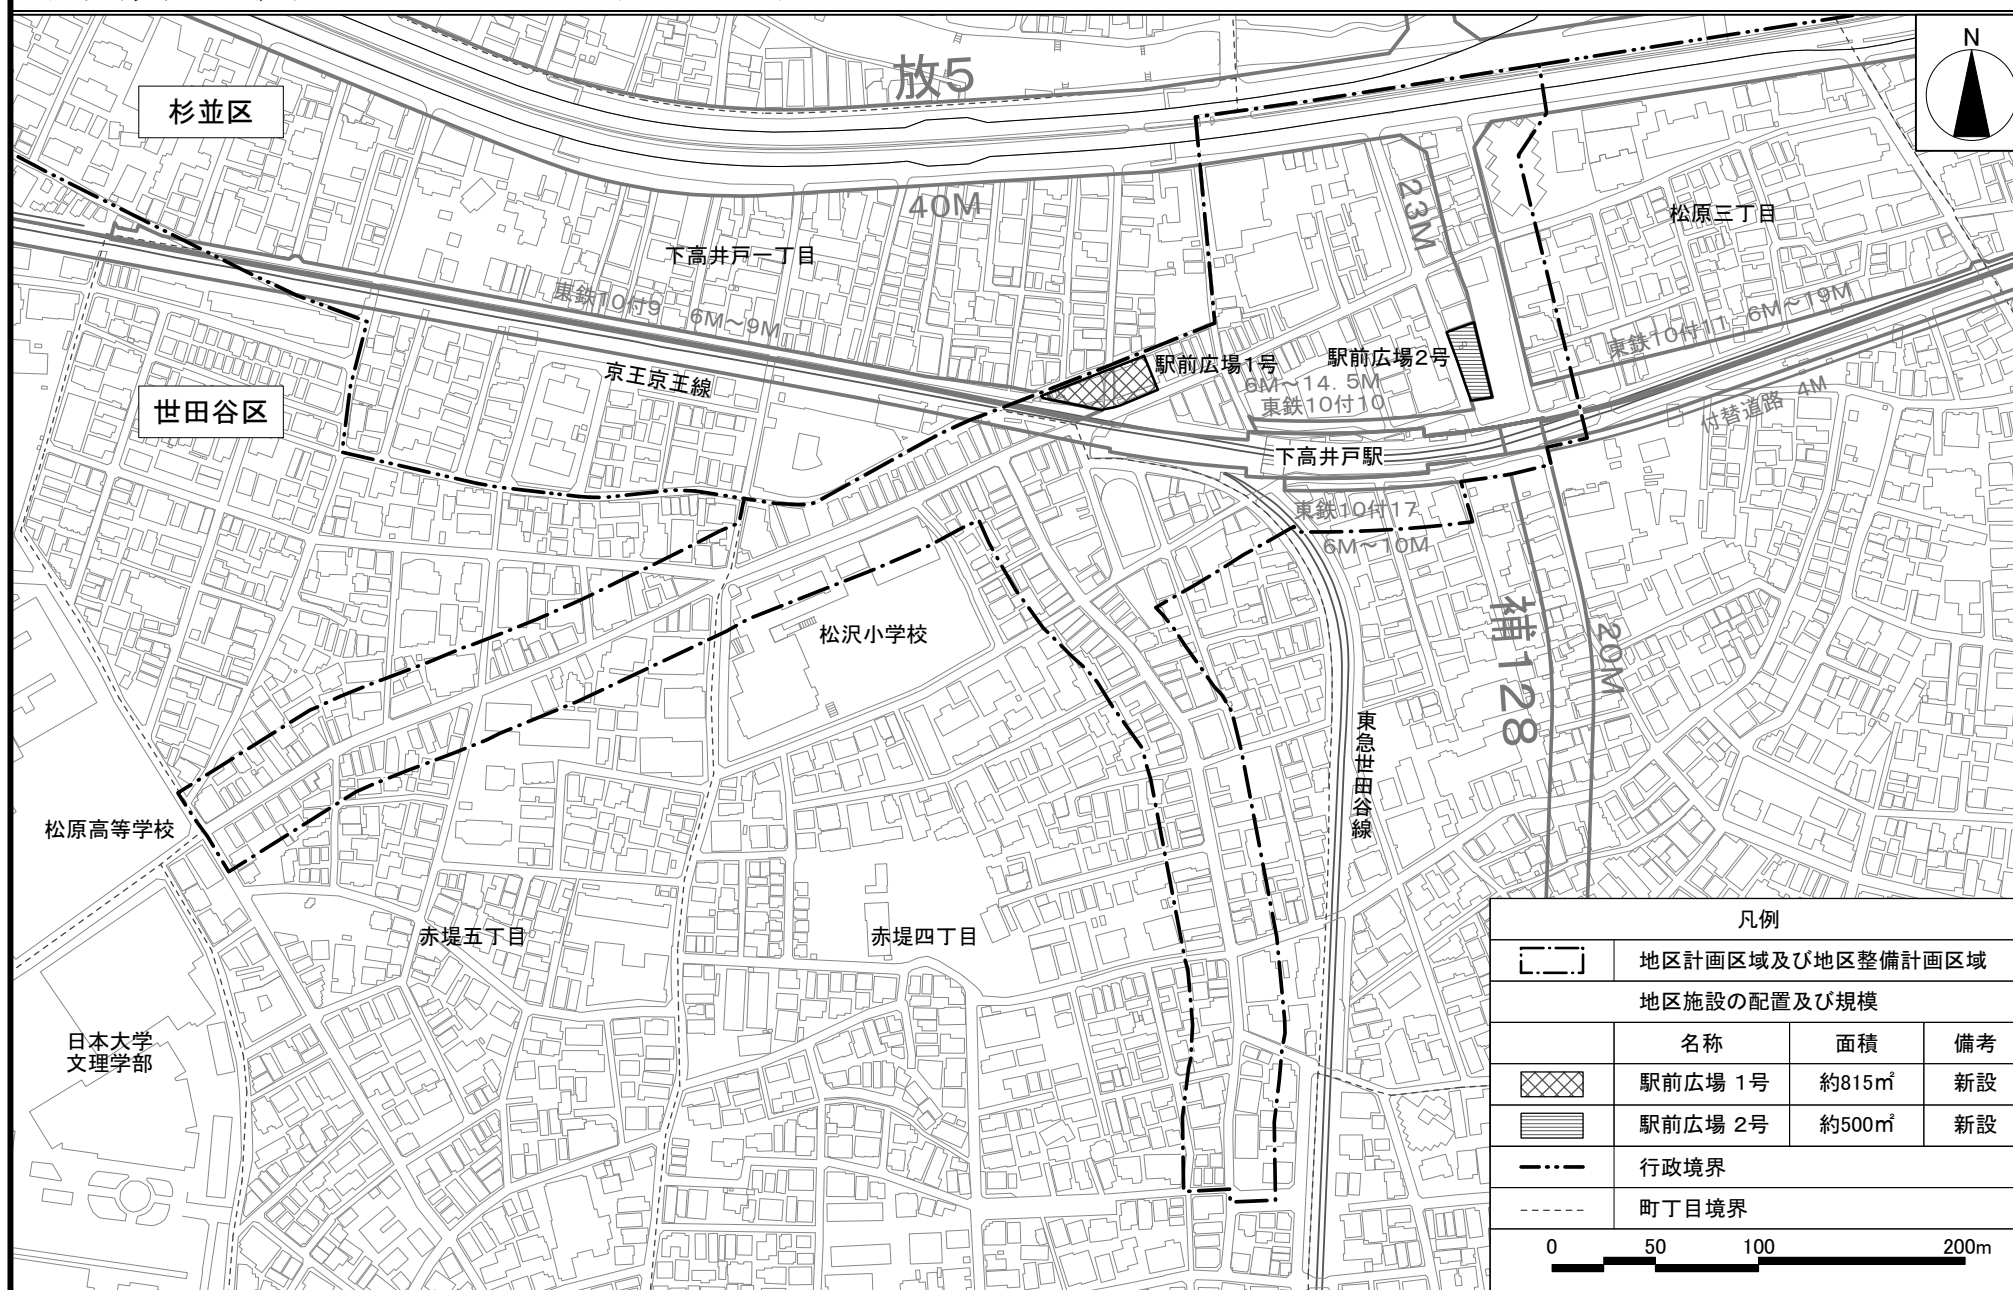 放5
N
杉並区
40M
23M
松原三丁目
下高井戸一丁目
東鉄10付9 6M~9M
東鉄10付11 6M~19M
京王京王線
駅前広場1号
駅前広場2号
6M~14.5M
東鉄10付10
付替道路 4M
世田谷区
下高井戸駅
東鉄10付17
6M~10M
松沢小学校
補128
20M
東急世田谷線
松原高等学校
赤堤五丁目
赤堤四丁目
日本大学
文理学部
凡例
地区計画区域及び地区整備計画区域
地区施設の配置及び規模
名称 面積 備考
駅前広場 1号 約815㎡ 新設
駅前広場 2号 約500㎡ 新設
行政境界
町丁目境界
0 50 100 200m